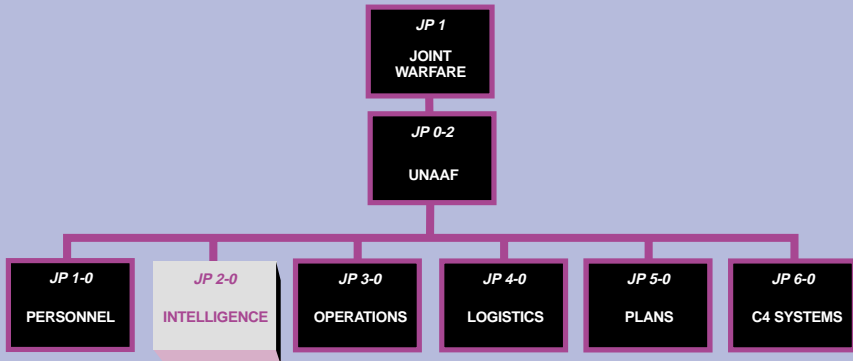 JP 1
JOINT
WARFARE
JP 0-2
UNAAF
JP 1-0
PERSONNEL
JP 2-0
INTELLIGENCE
JP 3-0
OPERATIONS
JP 4-0
LOGISTICS
JP 5-0
PLANS
JP 6-0
C4 SYSTEMS